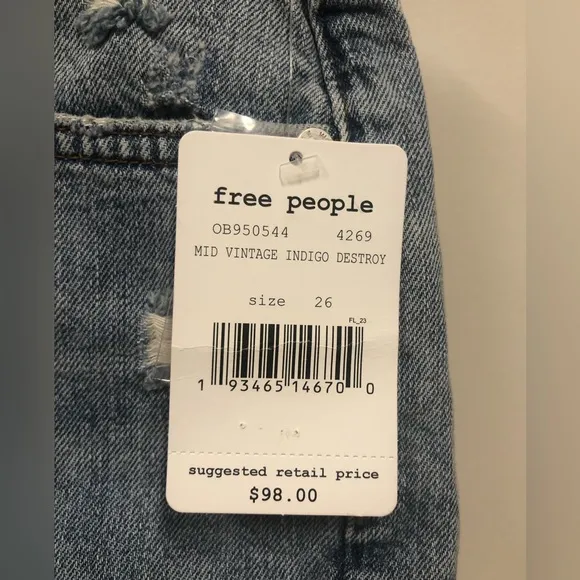 free people
OB950544 4269
MID VINTAGE INDIGO DESTROY
size 26
FL_23
1 93465 14670 0
suggested retail price
$98.00